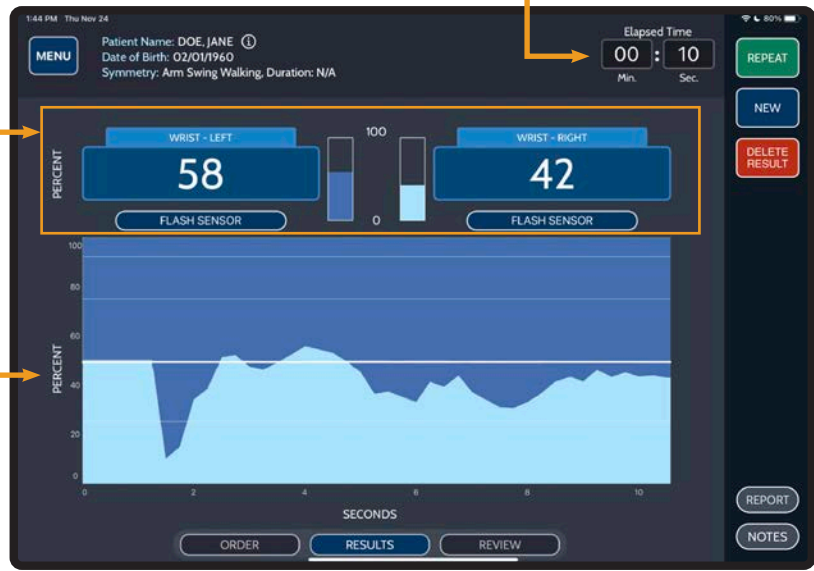 1:44 PM Thu Nov 24
80%
MENU
Patient Name: DOE, JANE
Date of Birth: 02/01/1960
Symmetry: Arm Swing Walking, Duration: N/A
Elapsed Time
00 : 10
Min. Sec.
REPEAT
NEW
DELETE
RESULT
PERCENT
WRIST - LEFT
58
FLASH SENSOR
100
0
WRIST - RIGHT
42
FLASH SENSOR
PERCENT
100
80
60
40
20
0
0 2 4 6 8 10
SECONDS
ORDER RESULTS REVIEW
REPORT
NOTES